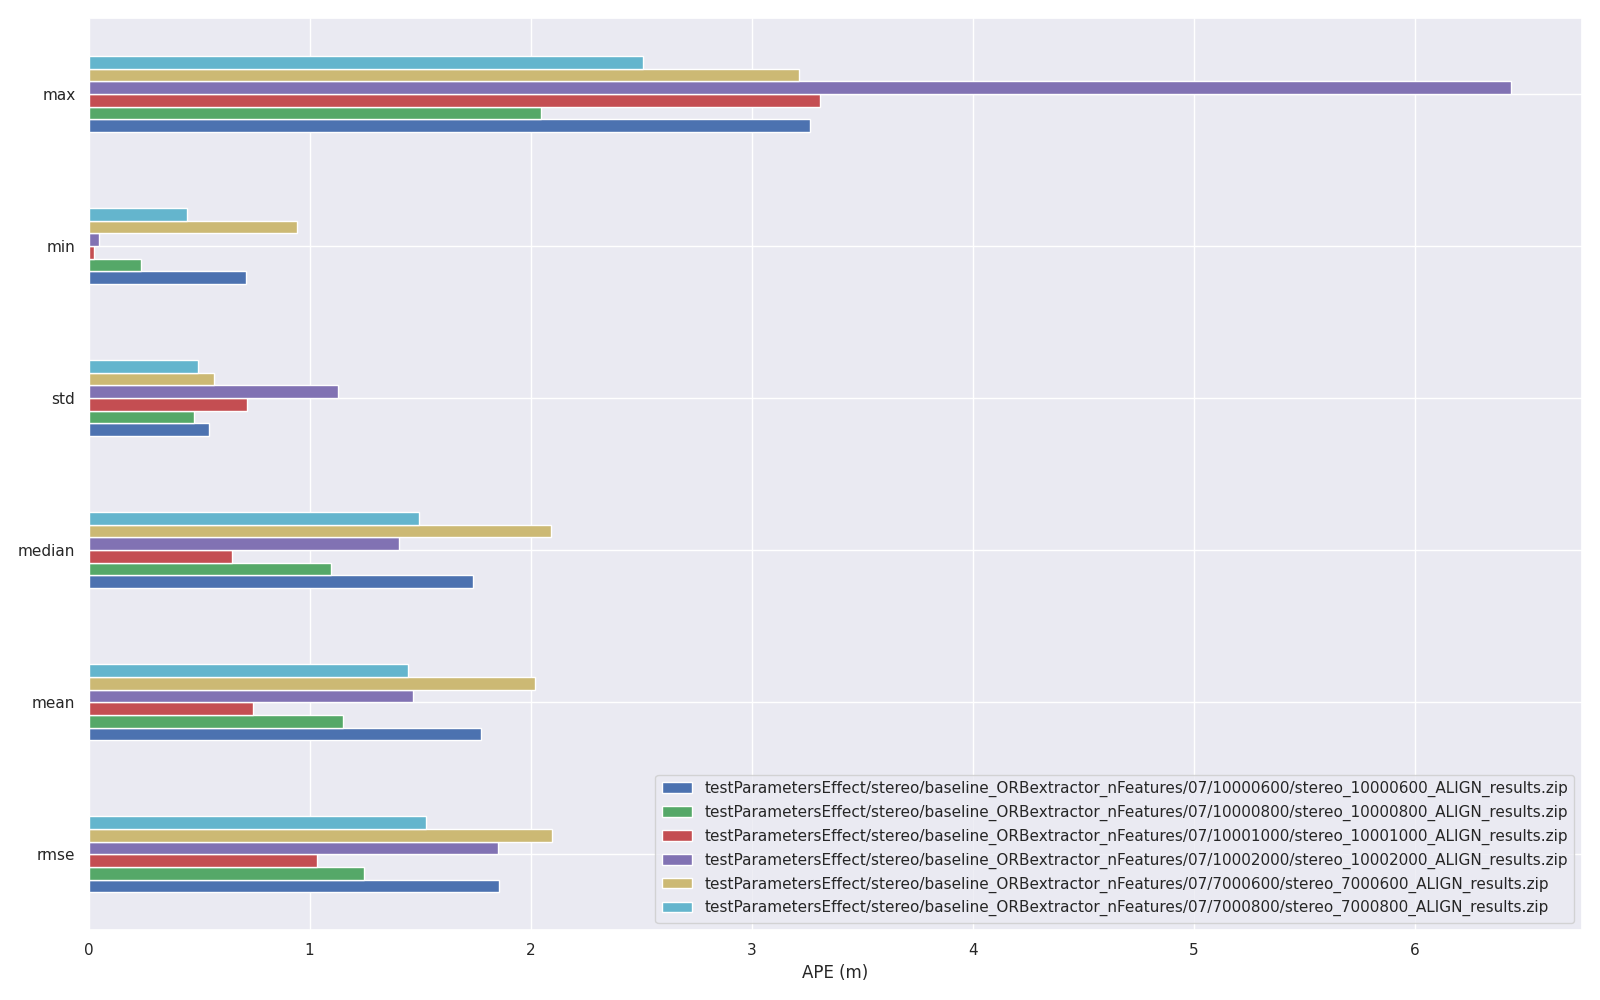 max
min
std
median
mean
rmse
testParametersEffect/stereo/baseline_ORBextractor_nFeatures/07/10000600/stereo_10000600_ALIGN_results.zip
testParametersEffect/stereo/baseline_ORBextractor_nFeatures/07/10000800/stereo_10000800_ALIGN_results.zip
testParametersEffect/stereo/baseline_ORBextractor_nFeatures/07/10001000/stereo_10001000_ALIGN_results.zip
testParametersEffect/stereo/baseline_ORBextractor_nFeatures/07/10002000/stereo_10002000_ALIGN_results.zip
testParametersEffect/stereo/baseline_ORBextractor_nFeatures/07/7000600/stereo_7000600_ALIGN_results.zip
testParametersEffect/stereo/baseline_ORBextractor_nFeatures/07/7000800/stereo_7000800_ALIGN_results.zip
0 1 2 3 4 5 6
APE (m)